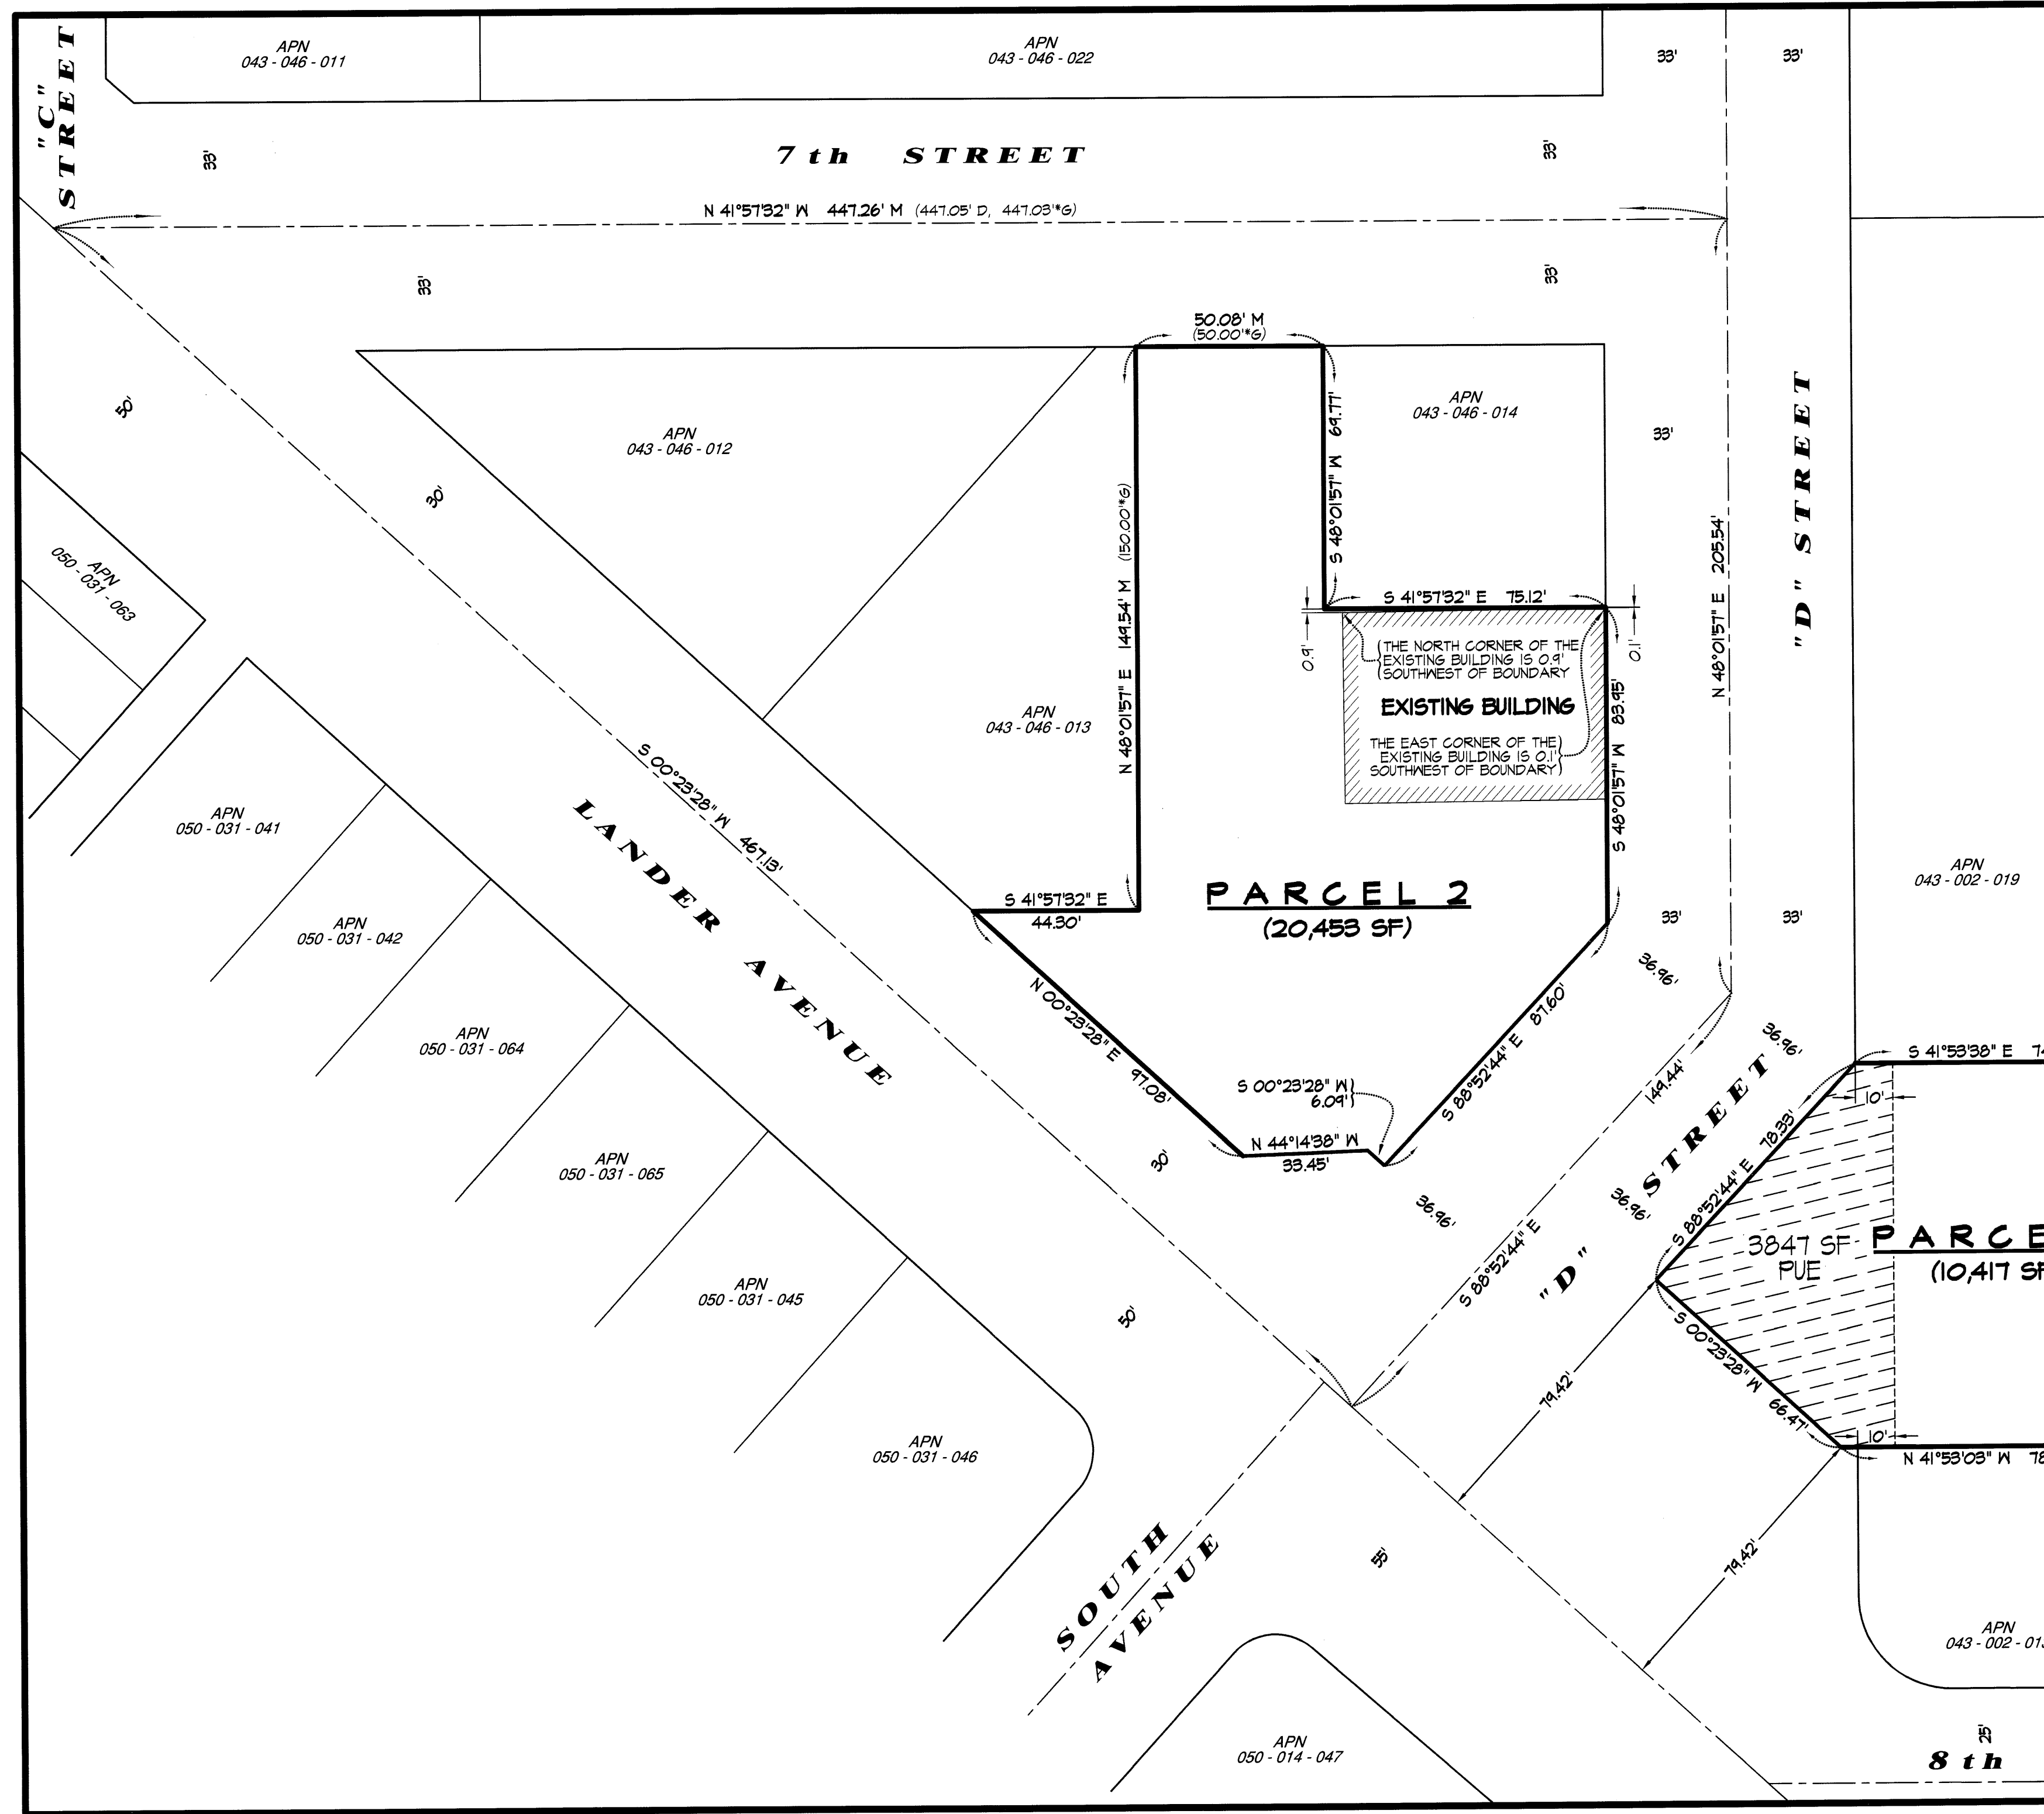 "C"
STREET
APN
043 - 046 - 011
APN
043 - 046 - 022
33'
33'
33'
7th STREET
33'
N 41°57'32" W 447.26' M (447.05' D, 447.03'*G)
33'
33'
50.08' M
(50.00'*G)
50'
30'
APN
043 - 046 - 012
APN
043 - 046 - 014
33'
S 48°01'57" W 69.77'
N 48°01'57" E 149.54' M (150.00'*G)
"D" STREET
N 48°01'57" E 205.54'
APN
050 - 031 - 063
S 41°57'32" E 75.12'
0.9'
0.1'
THE NORTH CORNER OF THE
EXISTING BUILDING IS 0.9'
SOUTHWEST OF BOUNDARY
EXISTING BUILDING
THE EAST CORNER OF THE
EXISTING BUILDING IS 0.1'
SOUTHWEST OF BOUNDARY
S 48°01'57" W 83.95'
APN
043 - 046 - 013
S 00°23'28" W 467.13'
LANDER AVENUE
APN
050 - 031 - 041
APN
043 - 002 - 019
S 41°57'32" E
44.30'
PARCEL 2
(20,453 SF)
33'
33'
APN
050 - 031 - 042
36.96'
N 00°23'28" E 97.08'
S 88°52'44" E 87.60'
APN
050 - 031 - 064
36.96'
S 41°53'38" E
10'
S 00°23'28" W
6.09'
149.44'
"D" STREET
78.33'
S 88°52'44" E
N 44°14'38" W
33.45'
30'
APN
050 - 031 - 065
36.96'
36.96'
S 88°52'44" E
3847 SF
PUE
PARCE
(10,417 SF
APN
050 - 031 - 045
50'
S 00°23'28" W 66.47'
79.42'
10'
N 41°53'03" W
APN
050 - 031 - 046
SOUTH
AVENUE
55'
79.42'
APN
043 - 002 - 01
APN
050 - 014 - 047
25'
8th